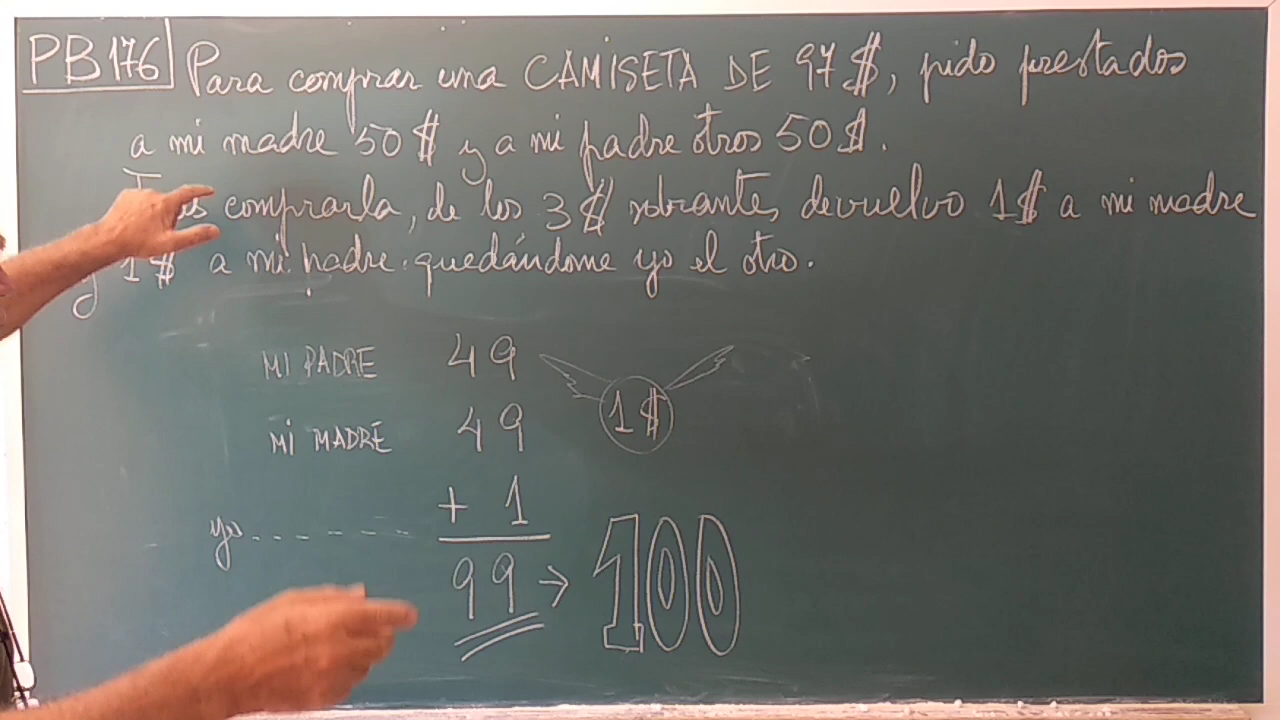 PB176 Para comprar una CAMiSETA DE 97$, pido prestados
a mi madre 50$ y a mi padre otros 50$.
comprarla, de los 3$ sobrantes, devuelvo 1$ a mi madre
y 1$ a mi padre quedándome yo el otro.
Mi PADRE 49
1$
Mi MADRE 49
yo........ + 1
99 → 100